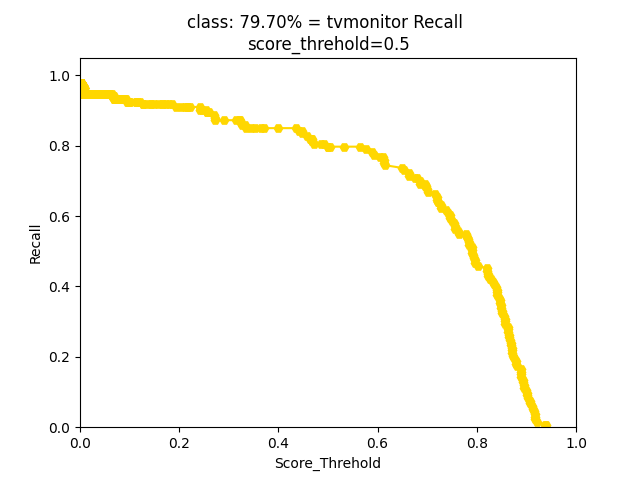 class: 79.70% = tvmonitor Recall
score_threhold=0.5
1.0
0.8
0.6
0.4
0.2
0.0
Recall
0.0 0.2 0.4 0.6 0.8 1.0
Score_Threhold